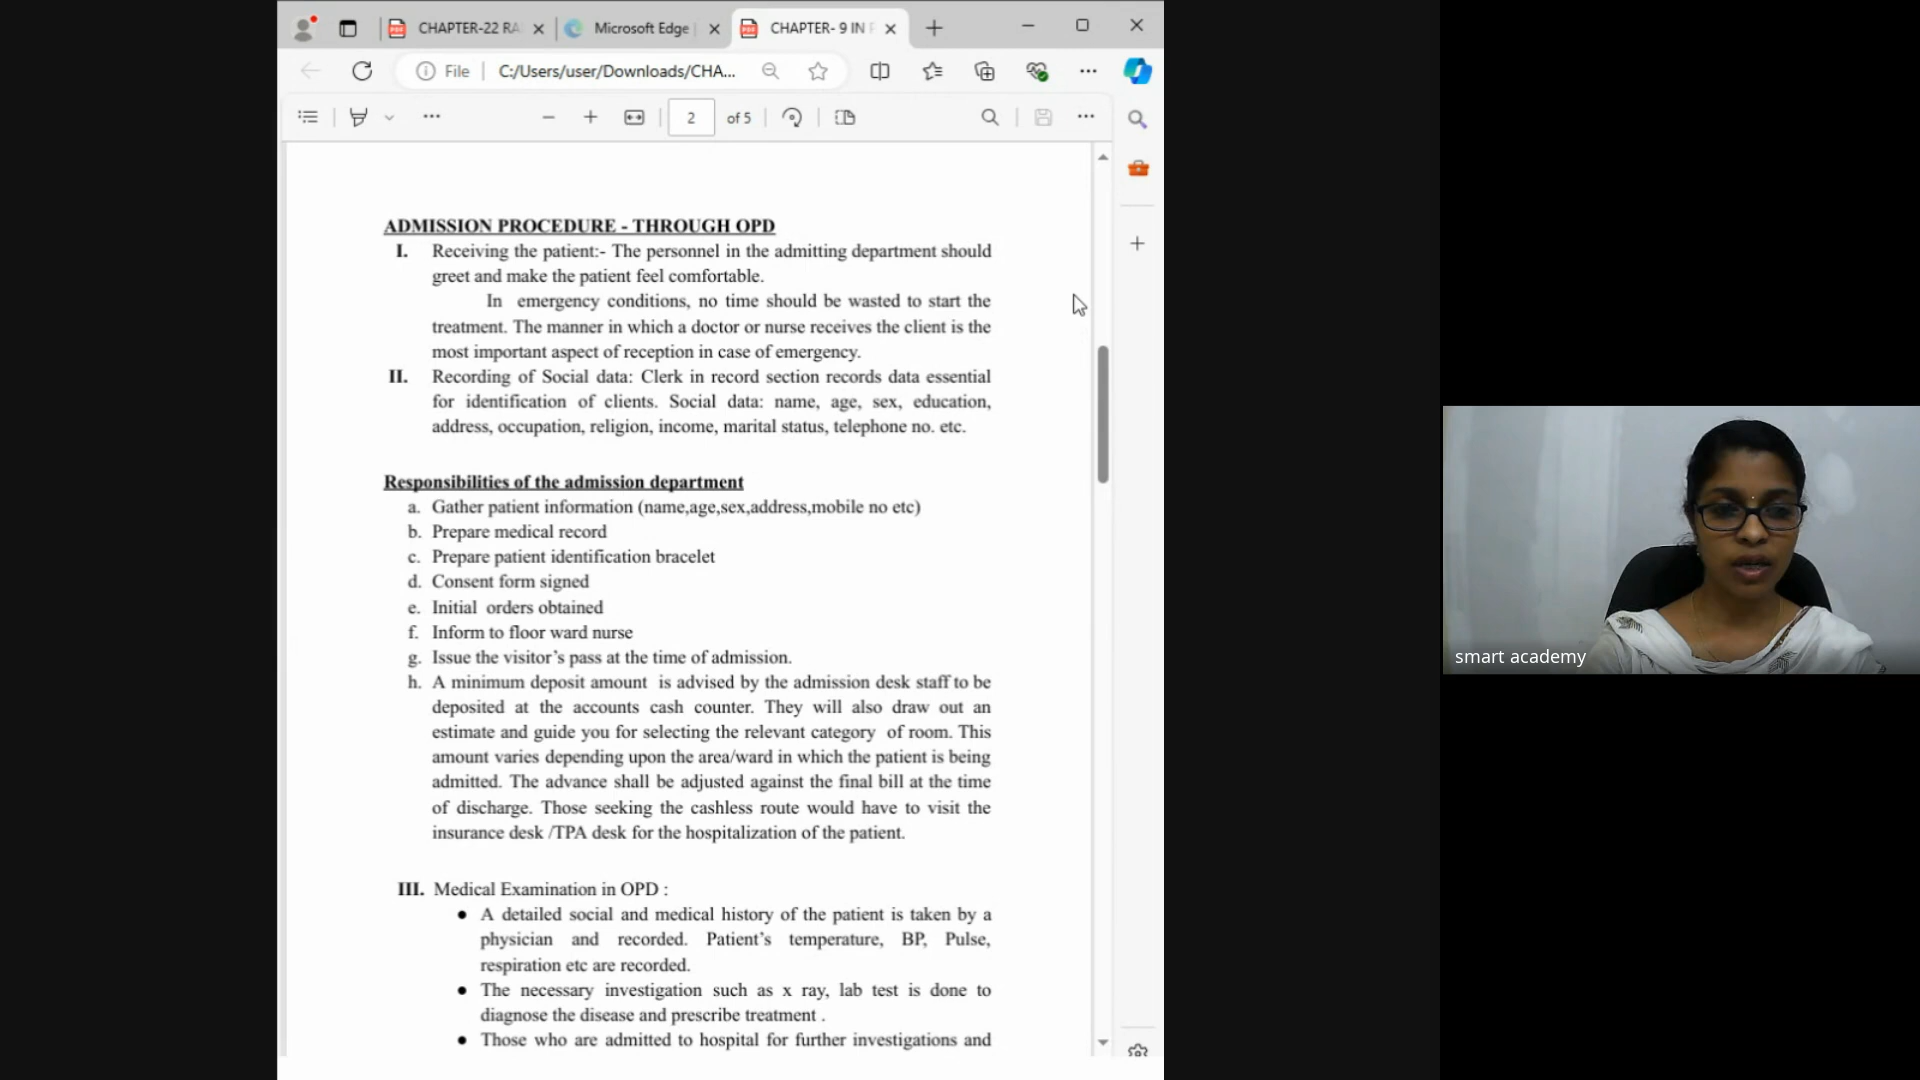 CHAPTER-22 RA
Microsoft Edge
CHAPTER- 9 IN
File
C:/Users/user/Downloads/CHA...
2 of 5
ADMISSION PROCEDURE - THROUGH OPD
I. Receiving the patient:- The personnel in the admitting department should
greet and make the patient feel comfortable.
In emergency conditions, no time should be wasted to start the
treatment. The manner in which a doctor or nurse receives the client is the
most important aspect of reception in case of emergency.
II. Recording of Social data: Clerk in record section records data essential
for identification of clients. Social data: name, age, sex, education,
address, occupation, religion, income, marital status, telephone no. etc.
Responsibilities of the admission department
a. Gather patient information (name,age,sex,address,mobile no etc)
b. Prepare medical record
c. Prepare patient identification bracelet
d. Consent form signed
e. Initial orders obtained
f. Inform to floor ward nurse
g. Issue the visitor's pass at the time of admission.
h. A minimum deposit amount is advised by the admission desk staff to be
deposited at the accounts cash counter. They will also draw out an
estimate and guide you for selecting the relevant category of room. This
amount varies depending upon the area/ward in which the patient is being
admitted. The advance shall be adjusted against the final bill at the time
of discharge. Those seeking the cashless route would have to visit the
insurance desk /TPA desk for the hospitalization of the patient.
III. Medical Examination in OPD :
● A detailed social and medical history of the patient is taken by a
physician and recorded. Patient's temperature, BP, Pulse,
respiration etc are recorded.
● The necessary investigation such as x ray, lab test is done to
diagnose the disease and prescribe treatment .
● Those who are admitted to hospital for further investigations and
smart academy